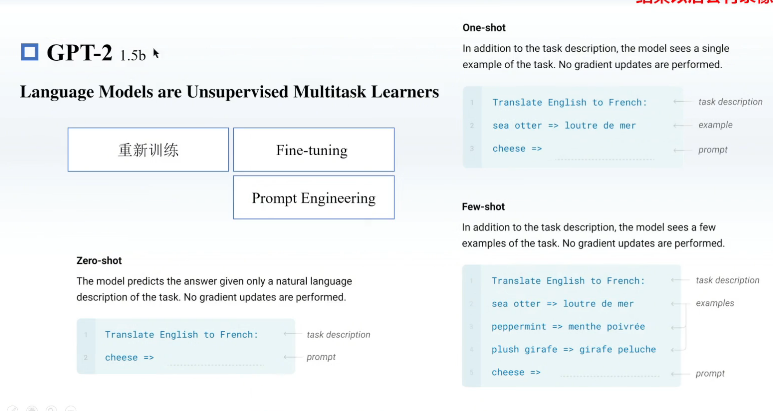 GPT-2 1.5b
Language Models are Unsupervised Multitask Learners
重新训练
Fine-tuning
Prompt Engineering
Zero-shot
The model predicts the answer given only a natural language
description of the task. No gradient updates are performed.
1 Translate English to French: task description
2 cheese => prompt
One-shot
In addition to the task description, the model sees a single
example of the task. No gradient updates are performed.
1 Translate English to French: task description
2 sea otter => loutre de mer example
3 cheese => prompt
Few-shot
In addition to the task description, the model sees a few
examples of the task. No gradient updates are performed.
1 Translate English to French: task description
2 sea otter => loutre de mer examples
3 peppermint => menthe poivrée
4 plush girafe => girafe peluche
5 cheese => prompt